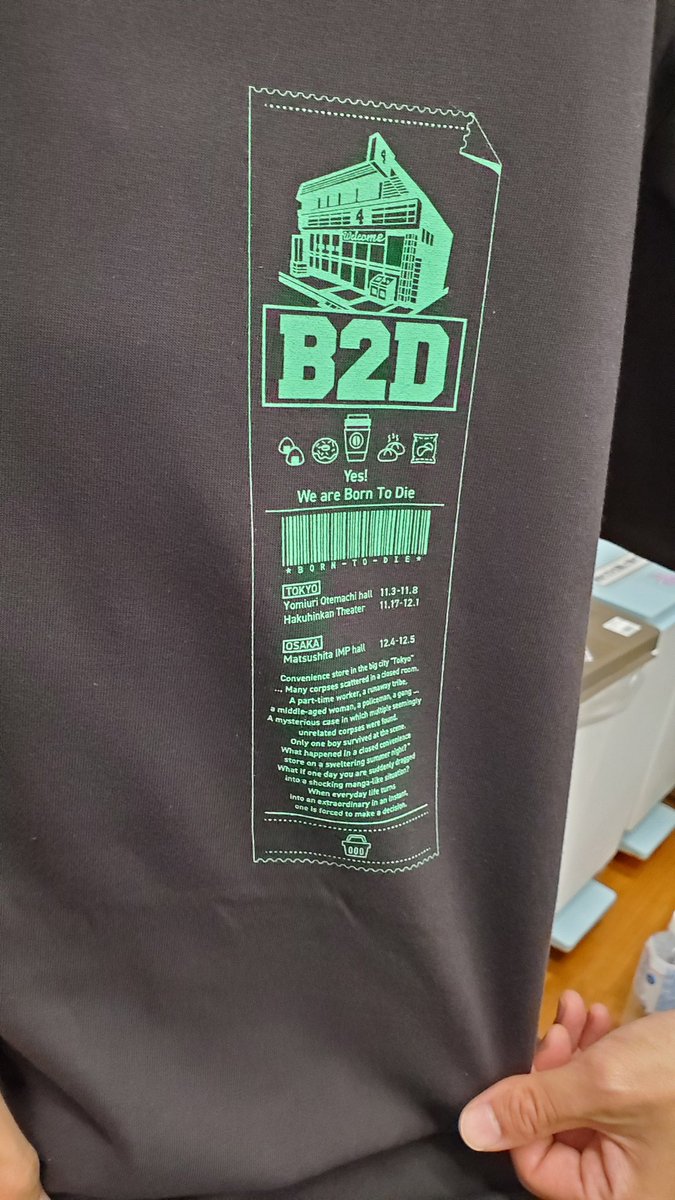 4
4
Welcome
B2D
Yes!
We are Born To Die
*BORN-TO-DIE*
TOKYO
Yomiuri Otemachi hall 11.3-11.8
Hakuhinkan Theater 11.17-12.1
OSAKA
Matsushita IMP hall 12.4-12.5
Convenience store in the big city "Tokyo"
... Many corpses scattered in a closed room.
A part-time worker, a runaway tribe,
a middle-aged woman, a policeman, a gang ...
A mysterious case in which multiple seemingly
unrelated corpses were found.
Only one boy survived at the scene.
What happened in a closed convenience
store on a sweltering summer night?
What if one day you are suddenly dragged
into a shocking manga-like situation?
When everyday life turns
into an extraordinary in an instant,
one is forced to make a decision.